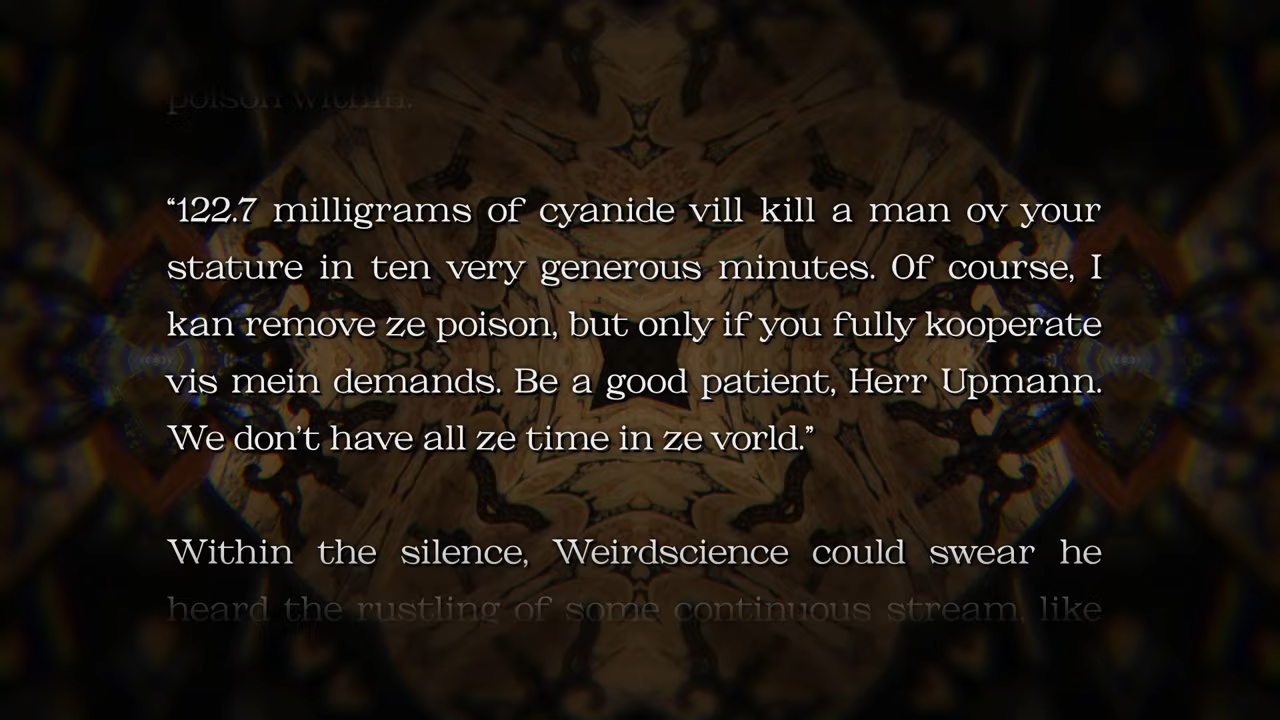 poison within.
“122.7 milligrams of cyanide vill kill a man ov your
stature in ten very generous minutes. Of course, I
kan remove ze poison, but only if you fully kooperate
vis mein demands. Be a good patient, Herr Upmann.
We don’t have all ze time in ze vorld.”
Within the silence, Weirdscience could swear he
heard the rustling of some continuous stream, like